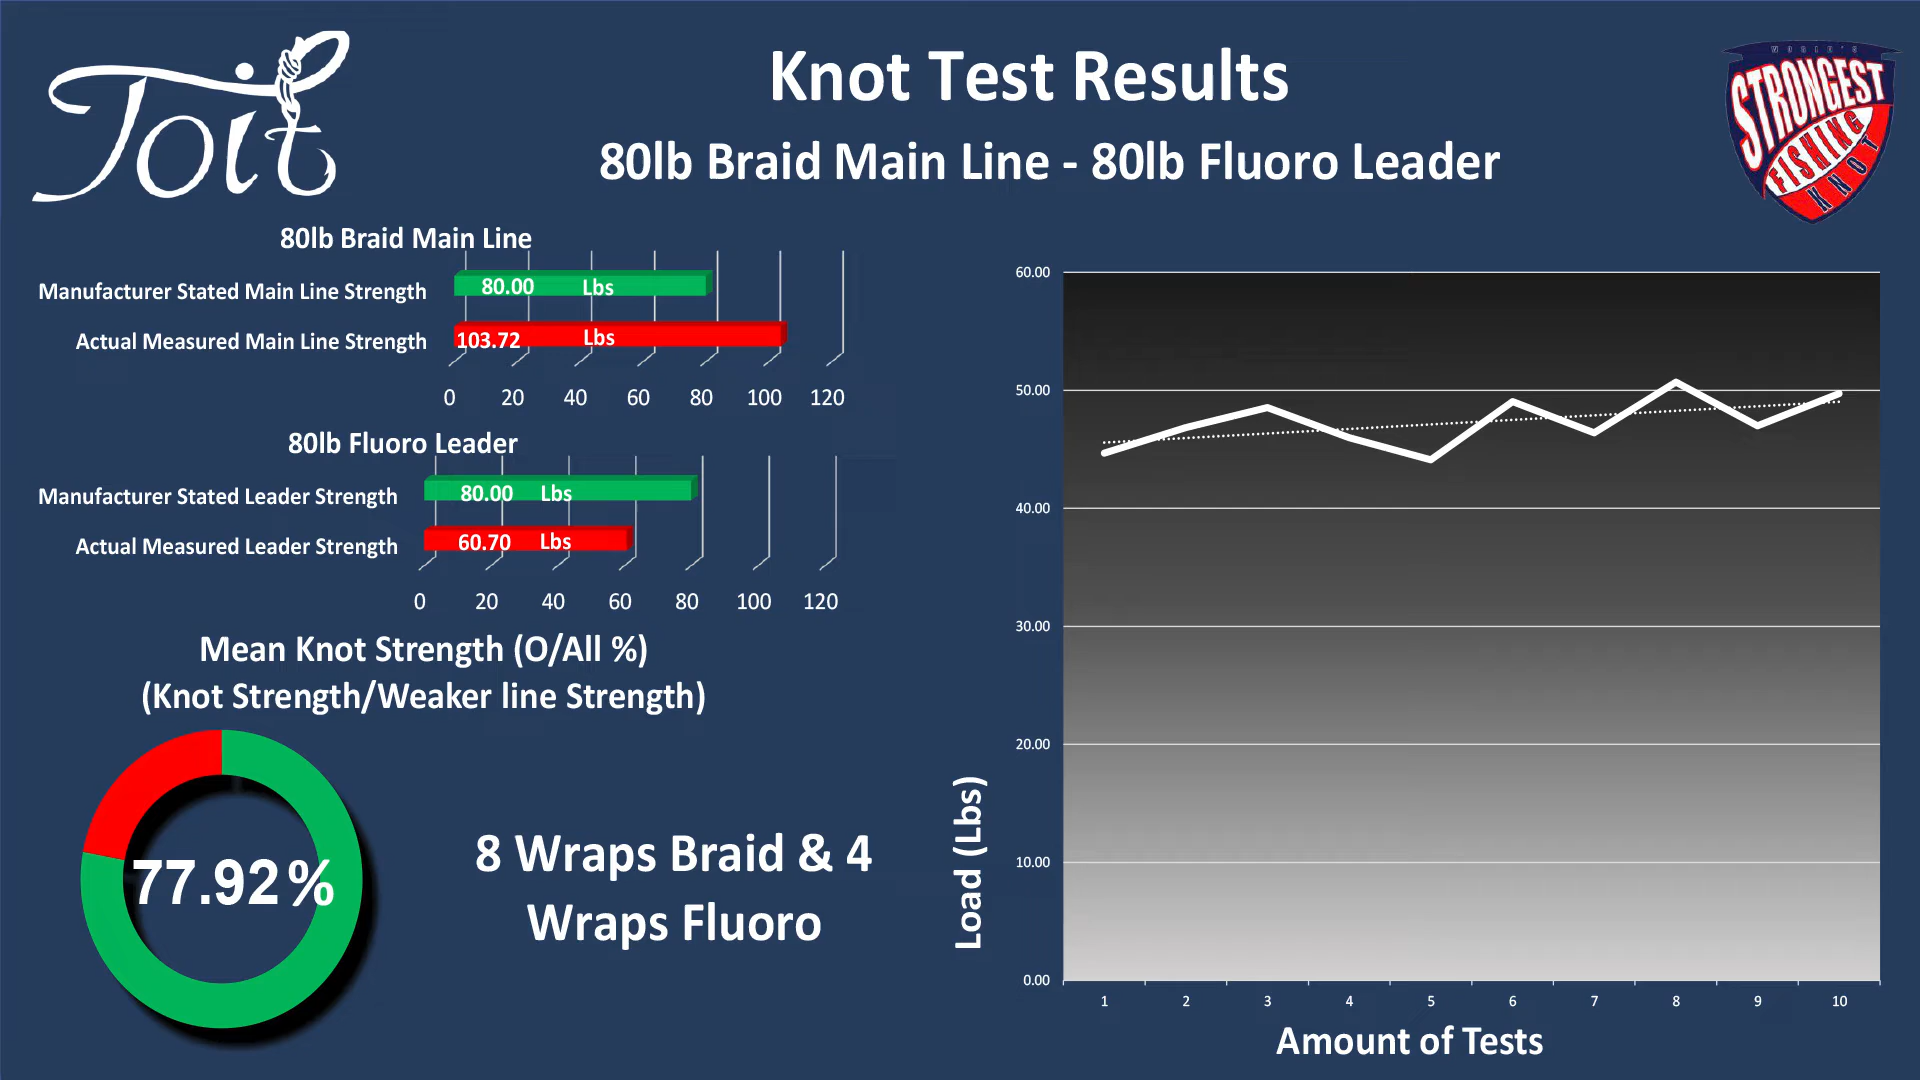 Toit
Knot Test Results
80lb Braid Main Line - 80lb Fluoro Leader
WORLD'S
STRONGEST
FISHING
KNOT
80lb Braid Main Line
Manufacturer Stated Main Line Strength
80.00 Lbs
Actual Measured Main Line Strength
103.72 Lbs
0 20 40 60 80 100 120
80lb Fluoro Leader
Manufacturer Stated Leader Strength
80.00 Lbs
Actual Measured Leader Strength
60.70 Lbs
0 20 40 60 80 100 120
Mean Knot Strength (O/All %)
(Knot Strength/Weaker line Strength)
77.92%
8 Wraps Braid & 4
Wraps Fluoro
60.00
50.00
40.00
30.00
20.00
10.00
0.00
Load (Lbs)
1 2 3 4 5 6 7 8 9 10
Amount of Tests